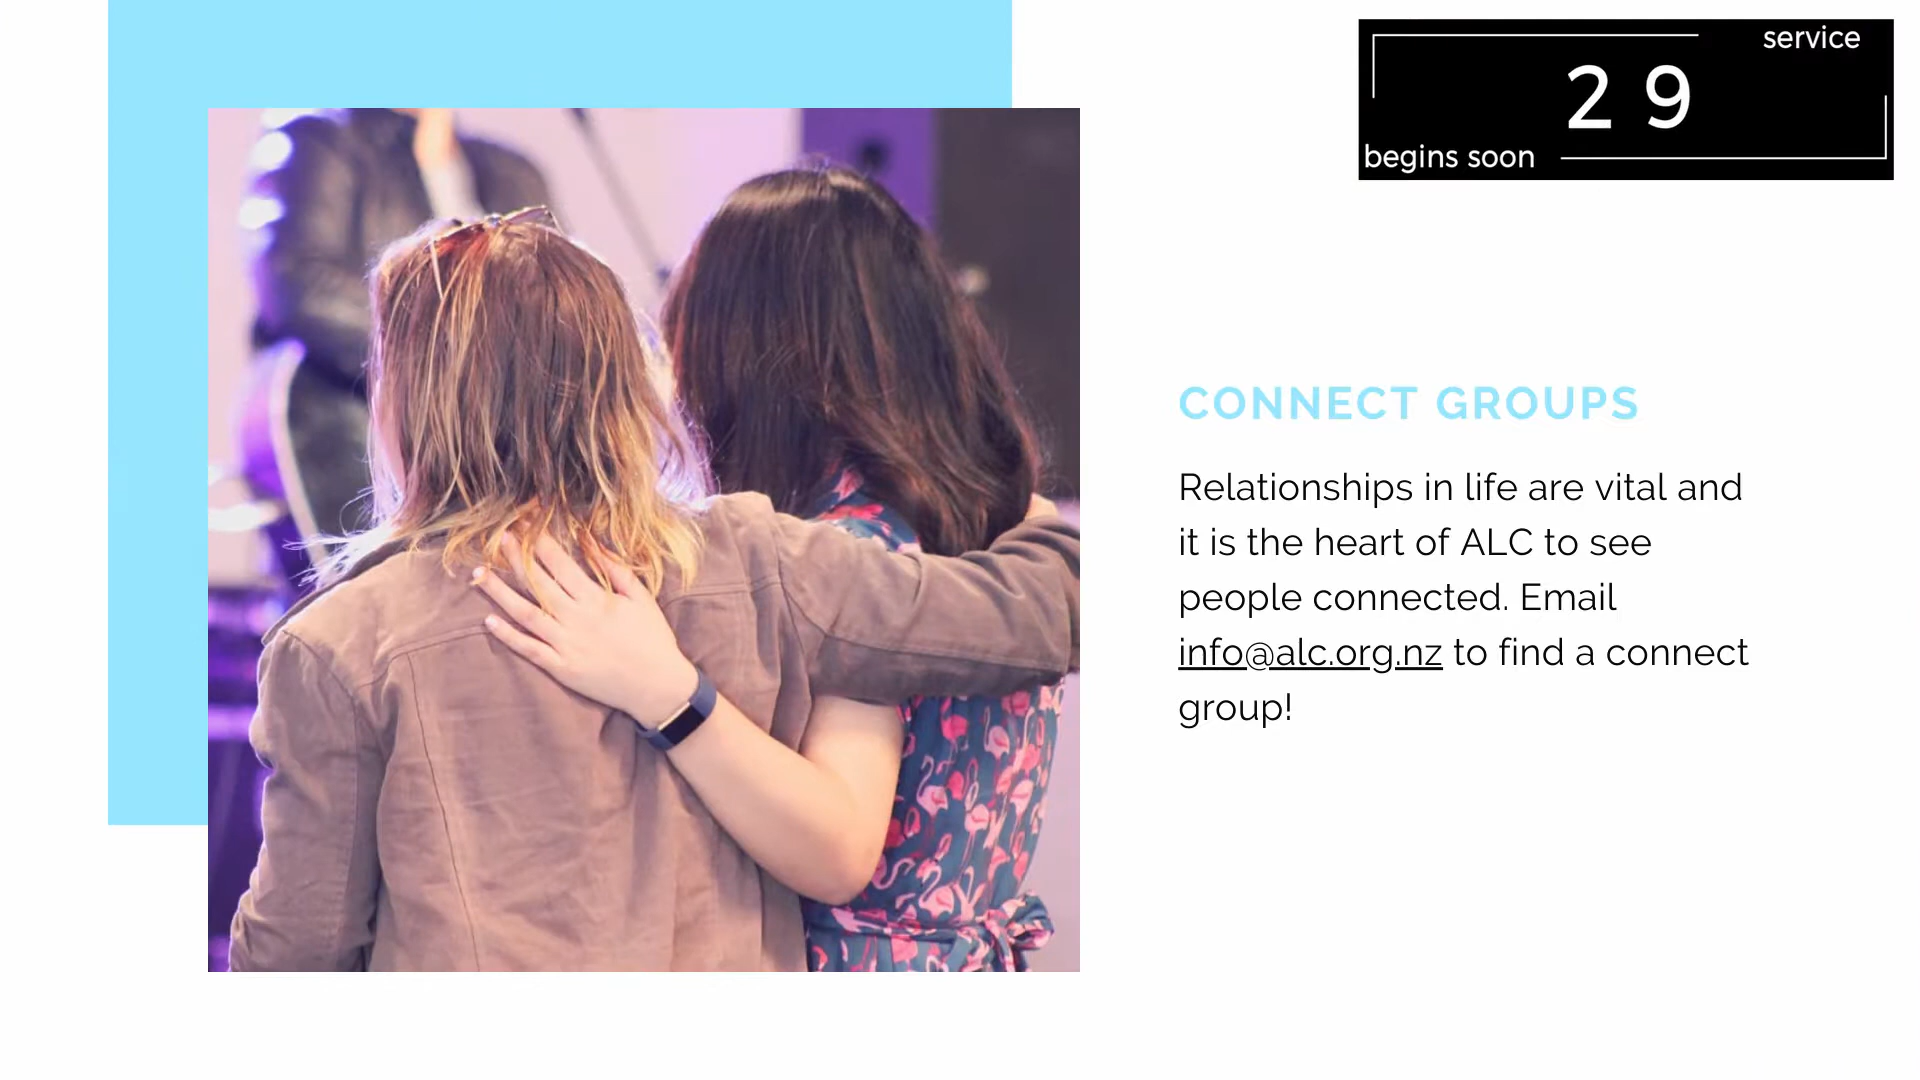 service
2 9
begins soon
CONNECT GROUPS
Relationships in life are vital and
it is the heart of ALC to see
people connected. Email
info@alc.org.nz to find a connect
group!